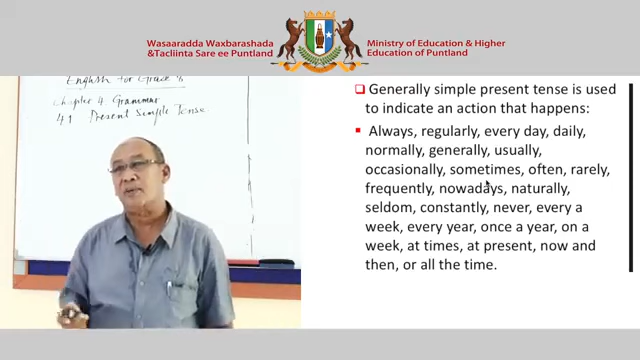 Wasaaradda Waxbarashada
&Tacliinta Sare ee Puntland
Ministry of Education & Higher
Education of Puntland
English for Grade 8
Chapter 4. Grammar
4.1 Present Simple Tense
Generally simple present tense is used
to indicate an action that happens:
Always, regularly, every day, daily,
normally, generally, usually,
occasionally, sometimes, often, rarely,
frequently, nowadays, naturally,
seldom, constantly, never, every a
week, every year, once a year, on a
week, at times, at present, now and
then, or all the time.